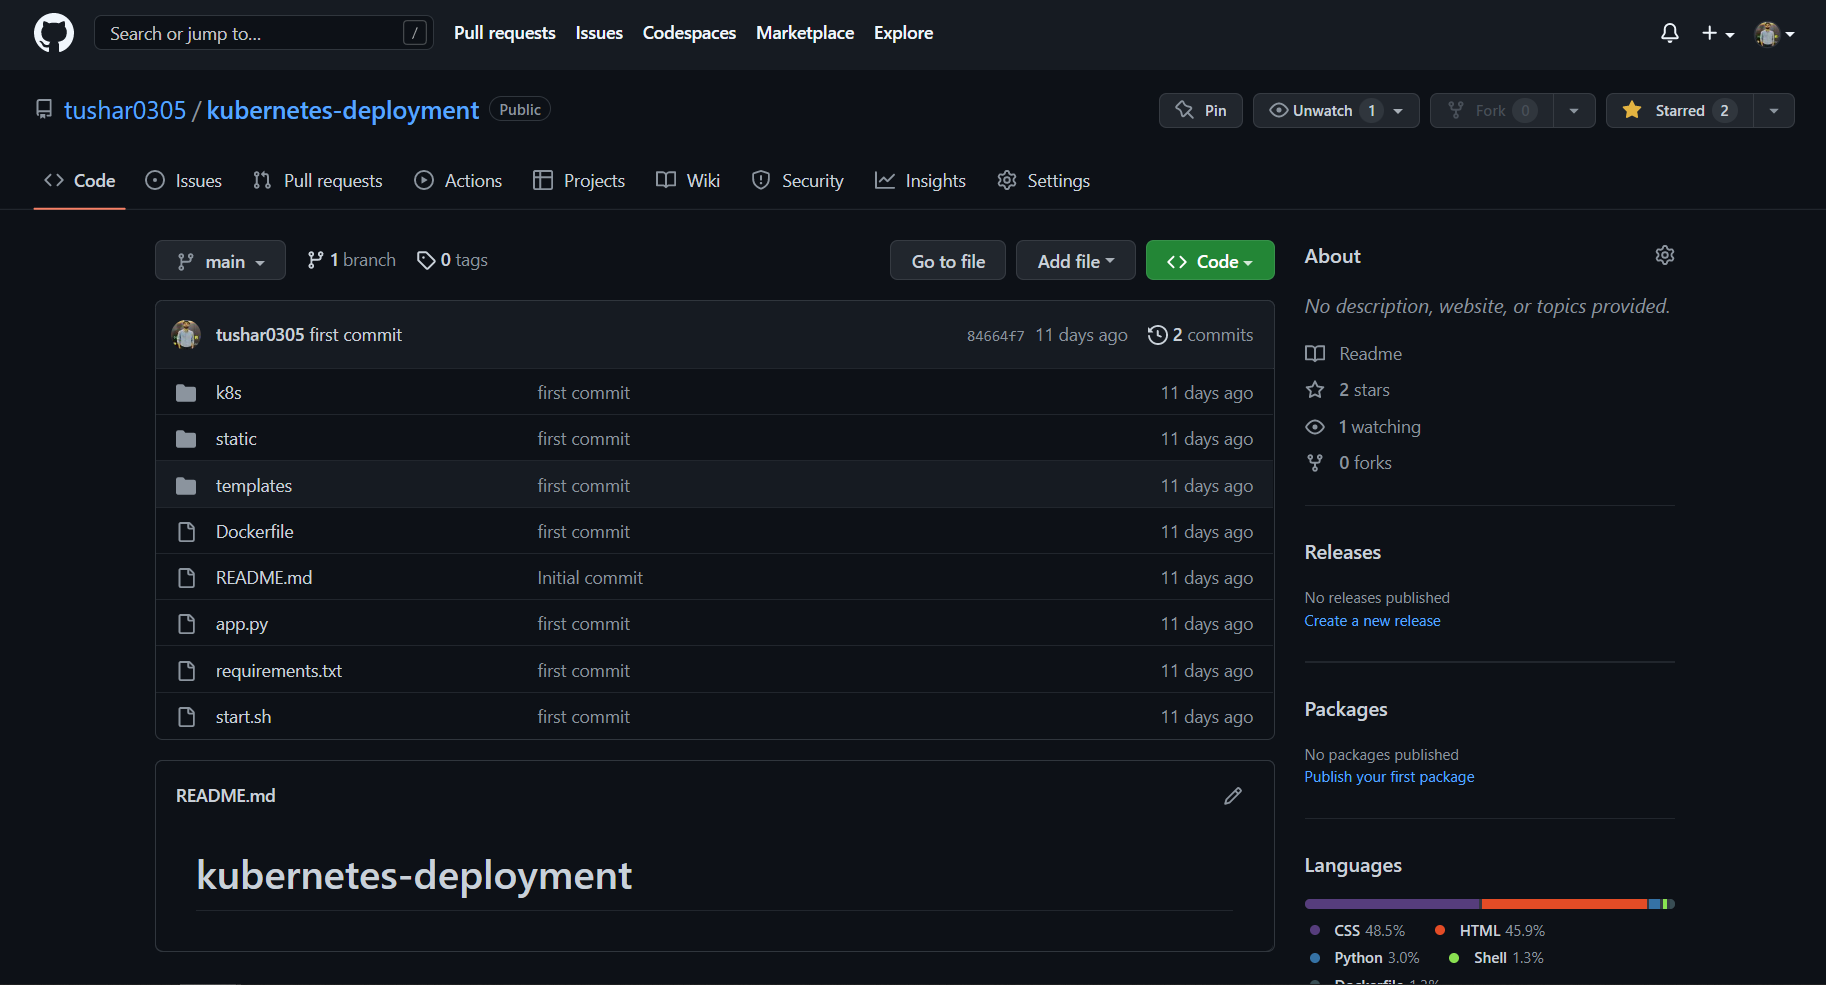 Search or jump to... /
Pull requests Issues Codespaces Marketplace Explore
tushar0305 / kubernetes-deployment Public
Pin Unwatch 1 Fork 0 Starred 2
Code Issues Pull requests Actions Projects Wiki Security Insights Settings
main 1 branch 0 tags Go to file Add file Code
tushar0305 first commit 84664f7 11 days ago 2 commits
k8s first commit 11 days ago
static first commit 11 days ago
templates first commit 11 days ago
Dockerfile first commit 11 days ago
README.md Initial commit 11 days ago
app.py first commit 11 days ago
requirements.txt first commit 11 days ago
start.sh first commit 11 days ago
README.md
kubernetes-deployment
About
No description, website, or topics provided.
Readme
2 stars
1 watching
0 forks
Releases
No releases published
Create a new release
Packages
No packages published
Publish your first package
Languages
CSS 48.5% HTML 45.9%
Python 3.0% Shell 1.3%
Dockerfile 1.3%